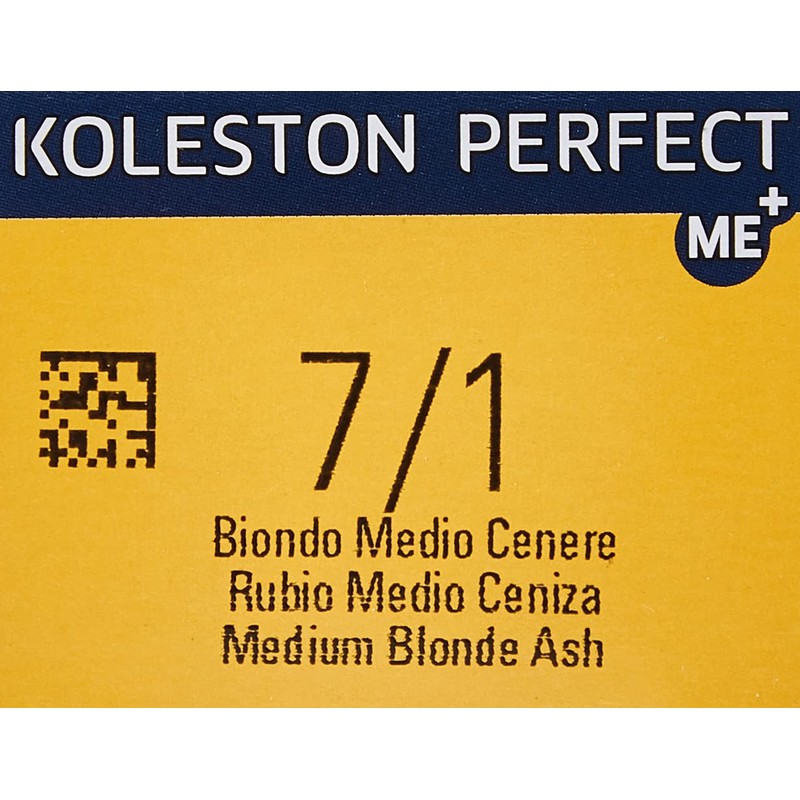 KOLESTON PERFECT
ME+
7/1
Biondo Medio Cenere
Rubio Medio Ceniza
Medium Blonde Ash